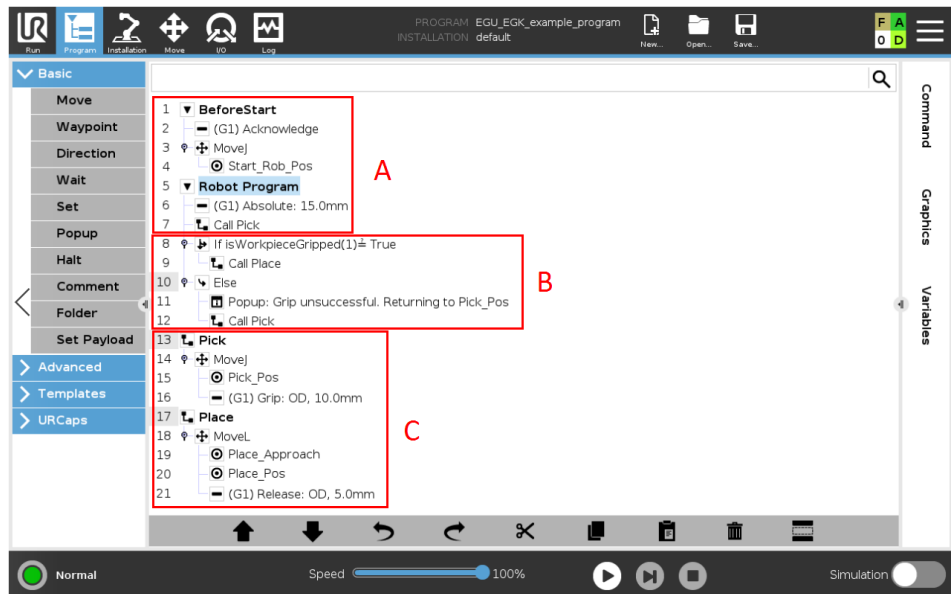 UR
PROGRAM EGU_EGK_example_program
INSTALLATION default
F A
0 D
Run Program Installation Move I/O Log
New... Open... Save...
Basic
Move
Waypoint
Direction
Wait
Set
Popup
Halt
Comment
Folder
Set Payload
Advanced
Templates
URCaps
1 BeforeStart
2 (G1) Acknowledge
3 MoveJ
4 Start_Rob_Pos
5 Robot Program
6 (G1) Absolute: 15.0mm
7 Call Pick
A
8 If isWorkpieceGripped(1)≟ True
9 Call Place
10 Else
11 Popup: Grip unsuccessful. Returning to Pick_Pos
12 Call Pick
B
13 Pick
14 MoveJ
15 Pick_Pos
16 (G1) Grip: OD, 10.0mm
17 Place
18 MoveL
19 Place_Approach
20 Place_Pos
21 (G1) Release: OD, 5.0mm
C
Command
Graphics
Variables
Normal
Speed 100%
Simulation